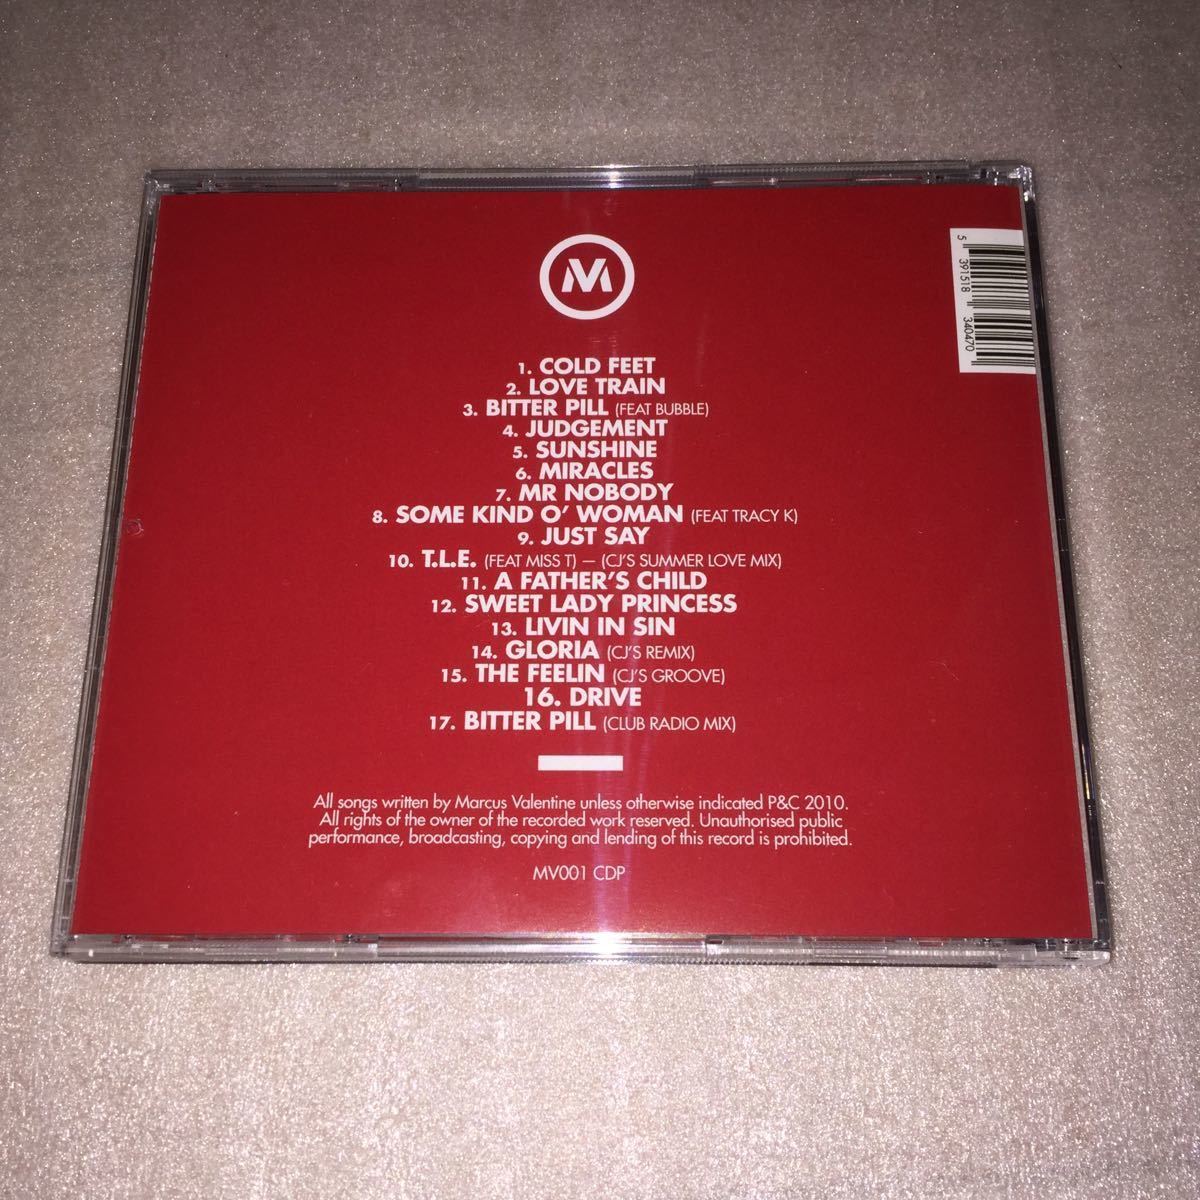 M
5 391518 340470
1. COLD FEET
2. LOVE TRAIN
3. BITTER PILL (FEAT BUBBLE)
4. JUDGEMENT
5. SUNSHINE
6. MIRACLES
7. MR NOBODY
8. SOME KIND O' WOMAN (FEAT TRACY K)
9. JUST SAY
10. T.L.E. (FEAT MISS T) – (CJ'S SUMMER LOVE MIX)
11. A FATHER'S CHILD
12. SWEET LADY PRINCESS
13. LIVIN IN SIN
14. GLORIA (CJ'S REMIX)
15. THE FEELIN (CJ'S GROOVE)
16. DRIVE
17. BITTER PILL (CLUB RADIO MIX)
All songs written by Marcus Valentine unless otherwise indicated P&C 2010.
All rights of the owner of the recorded work reserved. Unauthorised public
performance, broadcasting, copying and lending of this record is prohibited.
MV001 CDP